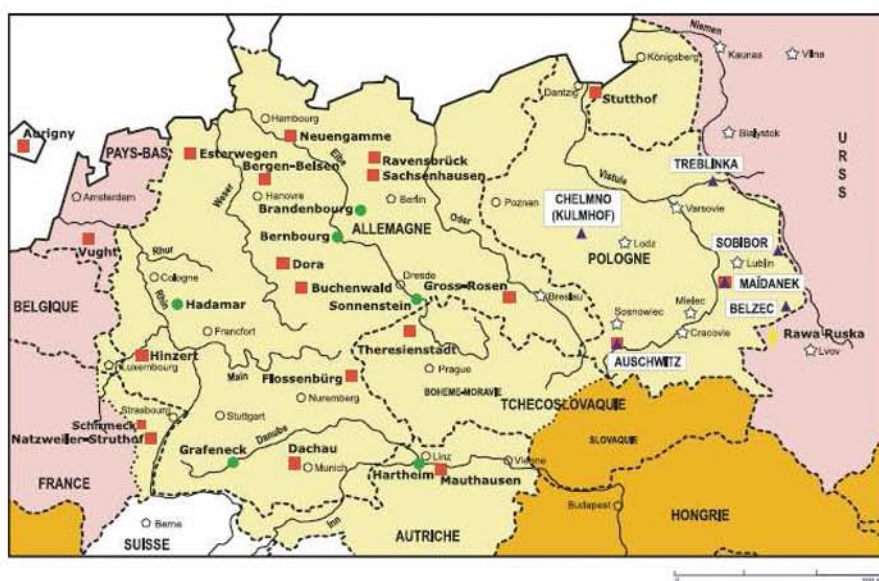 Niemen
Königsberg
Kaunas
Vilna
Dantzig
Stutthof
Hambourg
Neuengamme
Aurigny
PAYS-BAS
Esterwegen
Bergen-Belsen
Elbe
Ravensbrück
Sachsenhausen
Bialystok
URSS
TREBLINKA
Weser
Amsterdam
Hanovre
Berlin
Brandenbourg
Oder
Poznan
CHELMNO
(KULMHOF)
Vistule
Varsovie
Bernbourg
ALLEMAGNE
Vught
Rhur
Lodz
POLOGNE
SOBIBOR
Lublin
Dora
Cologne
Dresde
Gross-Rosen
MAÏDANEK
BELGIQUE
Rhin
Hadamar
Buchenwald
Sonnenstein
Breslau
Sosnowiec
Mielec
BELZEC
Francfort
Theresienstadt
Cracovie
Rawa Ruska
Lvov
Hinzert
Luxembourg
Main
Flossenbürg
Prague
AUSCHWITZ
BOHEME-MORAVIE
Nuremberg
TCHECOSLOVAQUIE
Strasbourg
Stuttgart
Schirmeck
Natzweiler-Struthof
SLOVAQUIE
Danube
Grafeneck
Dachau
Munich
Linz
Vienne
Hartheim
Mauthausen
FRANCE
Budapest
HONGRIE
Berne
SUISSE
Inn
AUTRICHE
0